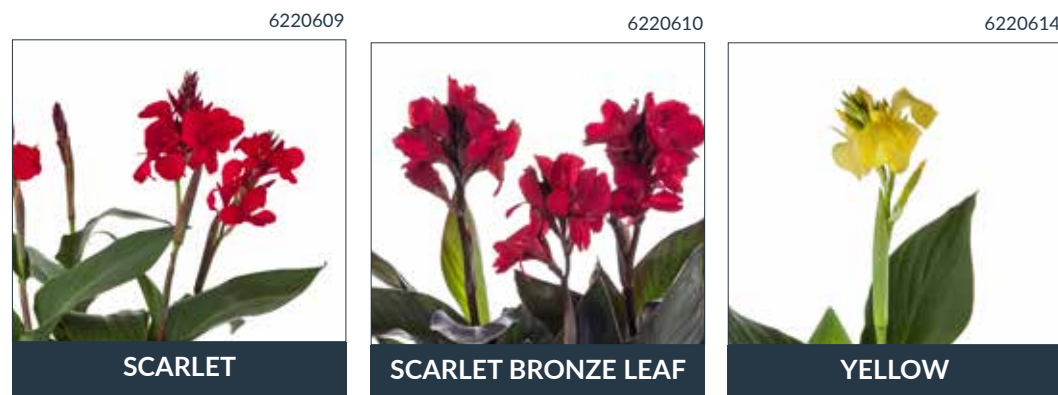 6220609
6220610
6220614
SCARLET
SCARLET BRONZE LEAF
YELLOW